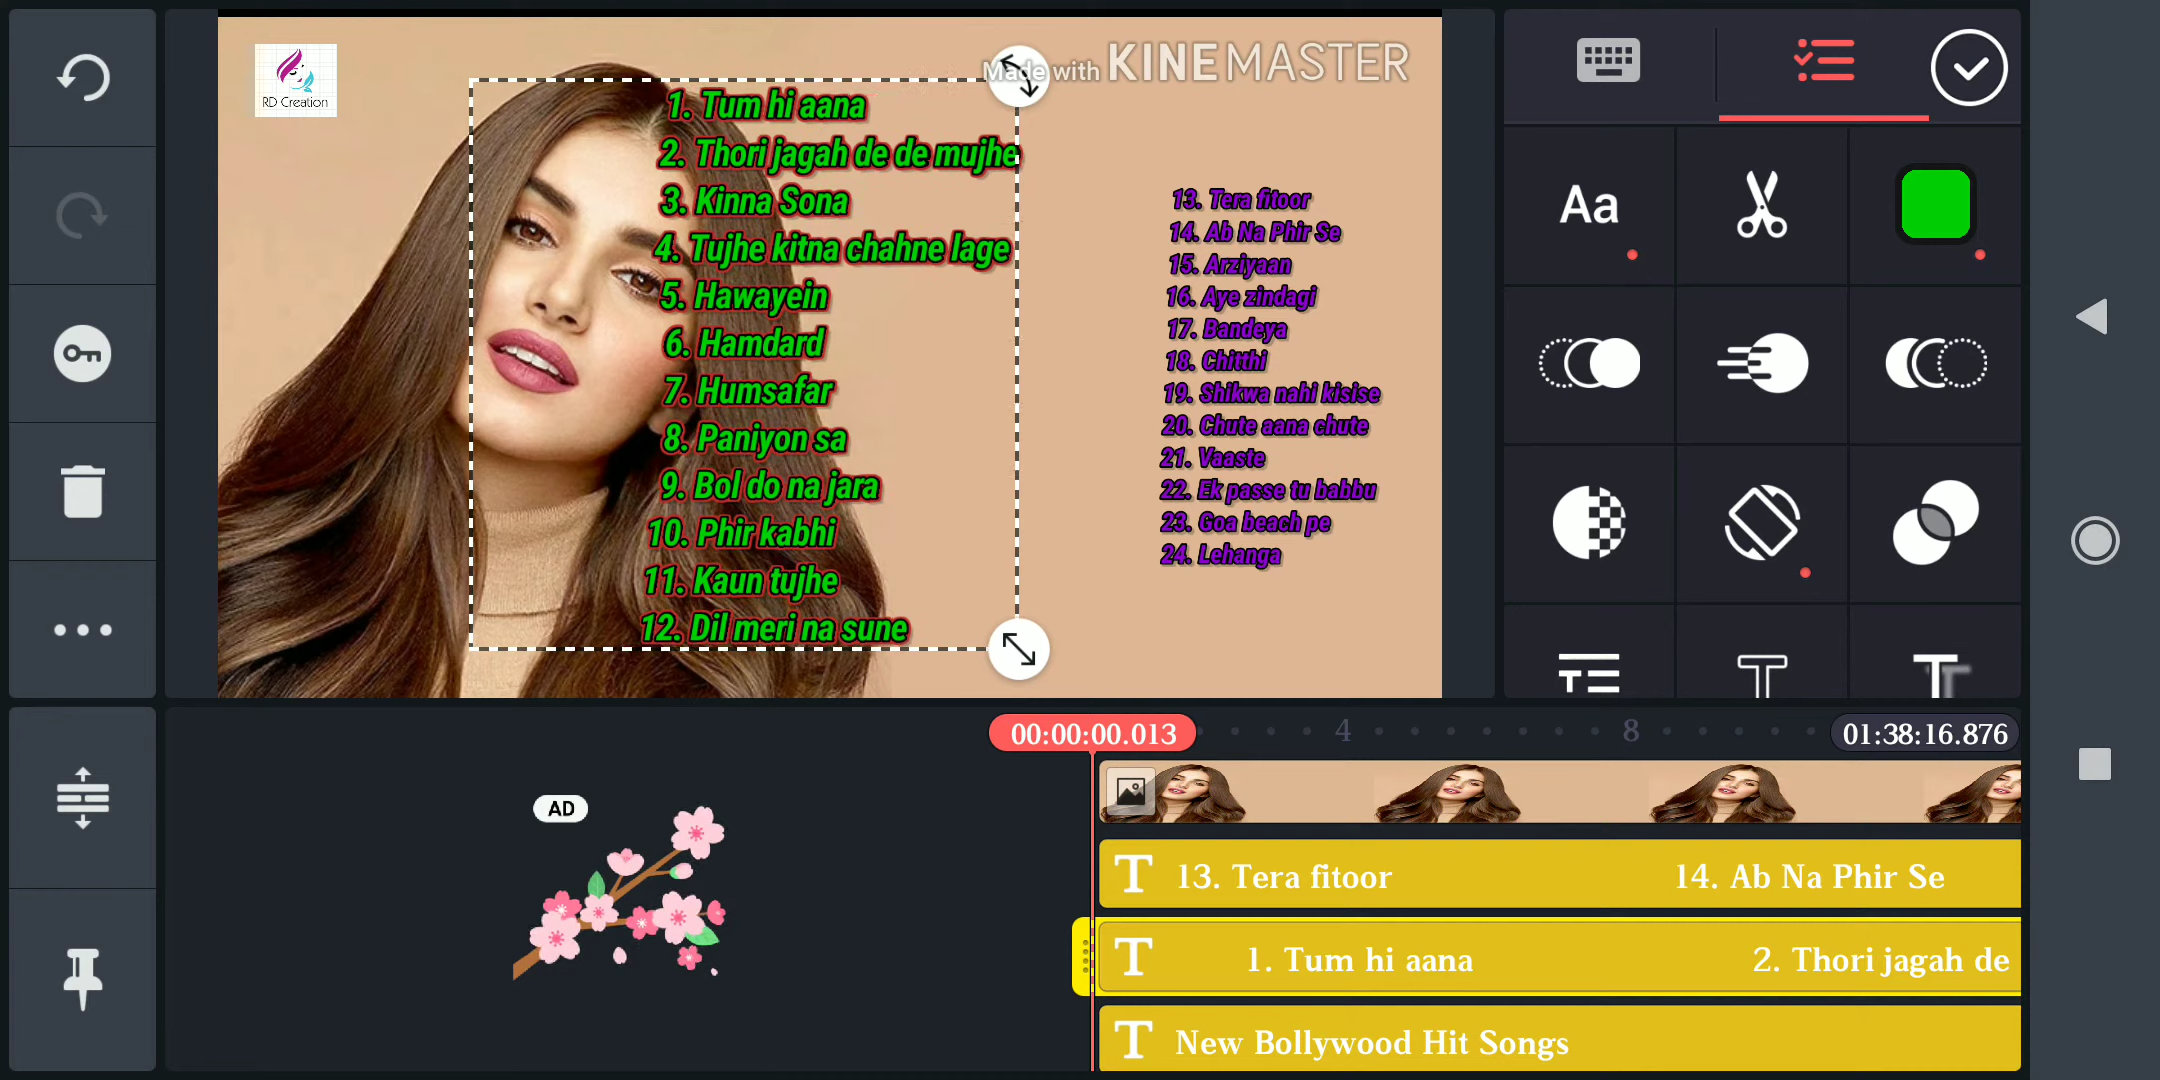 RD Creation
Made with KINEMASTER
1. Tum hi aana
2. Thori jagah de de mujhe
3. Kinna Sona
4. Tujhe kitna chahne lage
5. Hawayein
6. Hamdard
7. Humsafar
8. Paniyon sa
9. Bol do na jara
10. Phir kabhi
11. Kaun tujhe
12. Dil meri na sune
13. Tera fitoor
14. Ab Na Phir Se
15. Arziyaan
16. Aye zindagi
17. Bandeya
18. Chitthi
19. Shikwa nahi kisise
20. Chute aana chute
21. Vaaste
22. Ek passe tu babbu
23. Goa beach pe
24. Lehanga
Aa
00:00:00.013 4 8 01:38:16.876
AD
T 13. Tera fitoor 14. Ab Na Phir Se
T 1. Tum hi aana 2. Thori jagah de
T New Bollywood Hit Songs